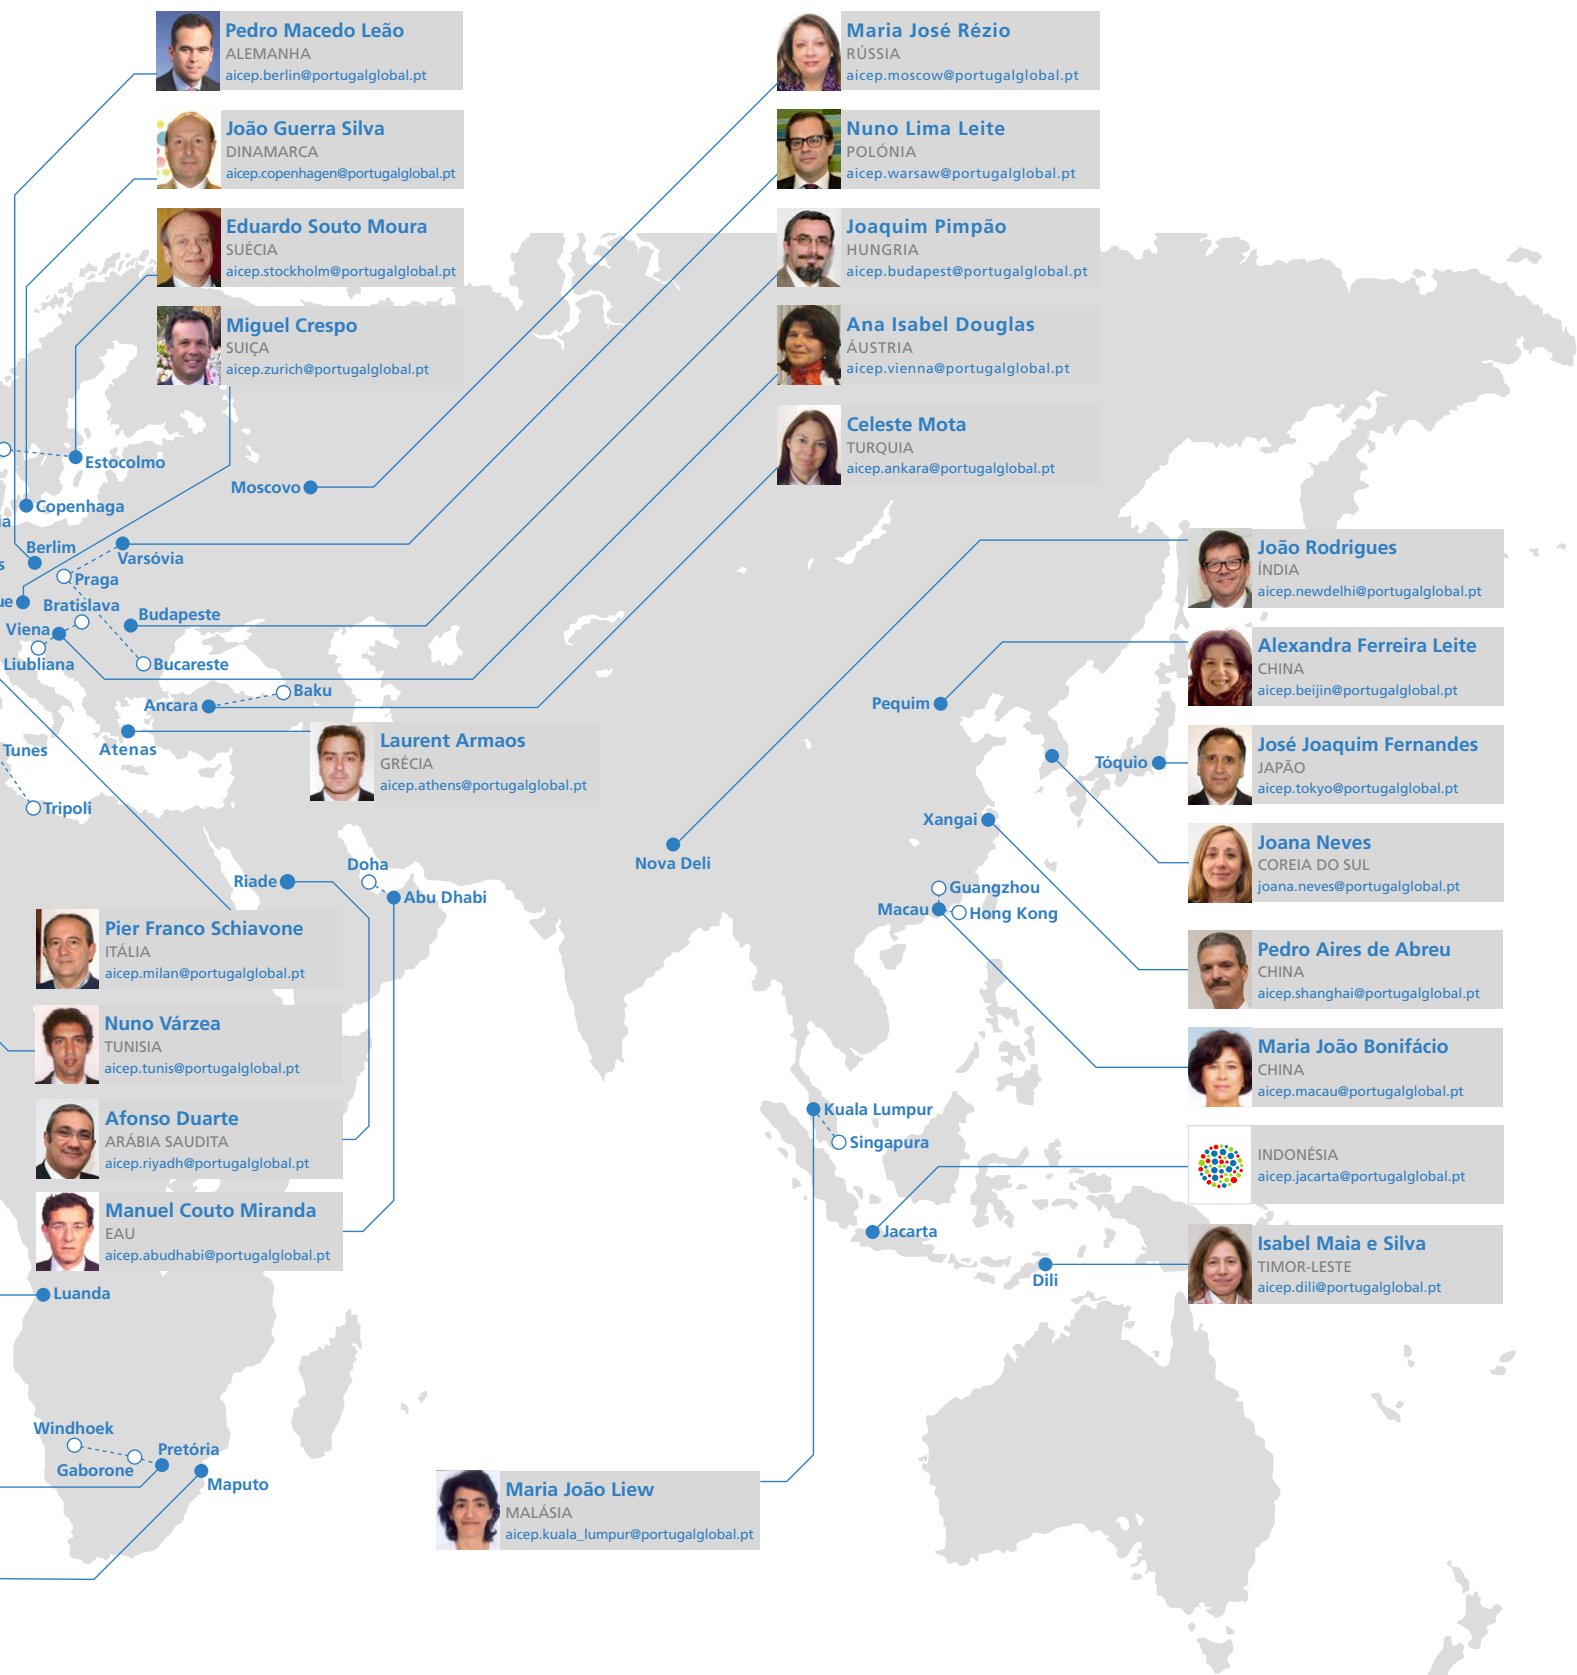 Pedro Macedo Leão
ALEMANHA
aicep.berlin@portugalglobal.pt
João Guerra Silva
DINAMARCA
aicep.copenhagen@portugalglobal.pt
Eduardo Souto Moura
SUÉCIA
aicep.stockholm@portugalglobal.pt
Miguel Crespo
SUIÇA
aicep.zurich@portugalglobal.pt
Maria José Rézio
RÚSSIA
aicep.moscow@portugalglobal.pt
Nuno Lima Leite
POLÓNIA
aicep.warsaw@portugalglobal.pt
Joaquim Pimpão
HUNGRIA
aicep.budapest@portugalglobal.pt
Ana Isabel Douglas
ÁUSTRIA
aicep.vienna@portugalglobal.pt
Celeste Mota
TURQUIA
aicep.ankara@portugalglobal.pt
Estocolmo
Moscovo
Copenhaga
ia
Berlim
s
Varsóvia
Praga
ue
Bratislava
Budapeste
Viena
Liubliana
Bucareste
Baku
Ancara
Tunes
Atenas
Tripoli
Laurent Armaos
GRÉCIA
aicep.athens@portugalglobal.pt
João Rodrigues
ÍNDIA
aicep.newdelhi@portugalglobal.pt
Alexandra Ferreira Leite
CHINA
aicep.beijin@portugalglobal.pt
José Joaquim Fernandes
JAPÃO
aicep.tokyo@portugalglobal.pt
Joana Neves
COREIA DO SUL
joana.neves@portugalglobal.pt
Pedro Aires de Abreu
CHINA
aicep.shanghai@portugalglobal.pt
Maria João Bonifácio
CHINA
aicep.macau@portugalglobal.pt
INDONÉSIA
aicep.jacarta@portugalglobal.pt
Isabel Maia e Silva
TIMOR-LESTE
aicep.dili@portugalglobal.pt
Pequim
Tóquio
Xangai
Nova Deli
Guangzhou
Macau
Hong Kong
Doha
Riade
Abu Dhabi
Pier Franco Schiavone
ITÁLIA
aicep.milan@portugalglobal.pt
Nuno Várzea
TUNISIA
aicep.tunis@portugalglobal.pt
Afonso Duarte
ARÁBIA SAUDITA
aicep.riyadh@portugalglobal.pt
Manuel Couto Miranda
EAU
aicep.abudhabi@portugalglobal.pt
Kuala Lumpur
Singapura
Jacarta
Dili
Luanda
Windhoek
Gaborone
Pretória
Maputo
Maria João Liew
MALÁSIA
aicep.kuala_lumpur@portugalglobal.pt